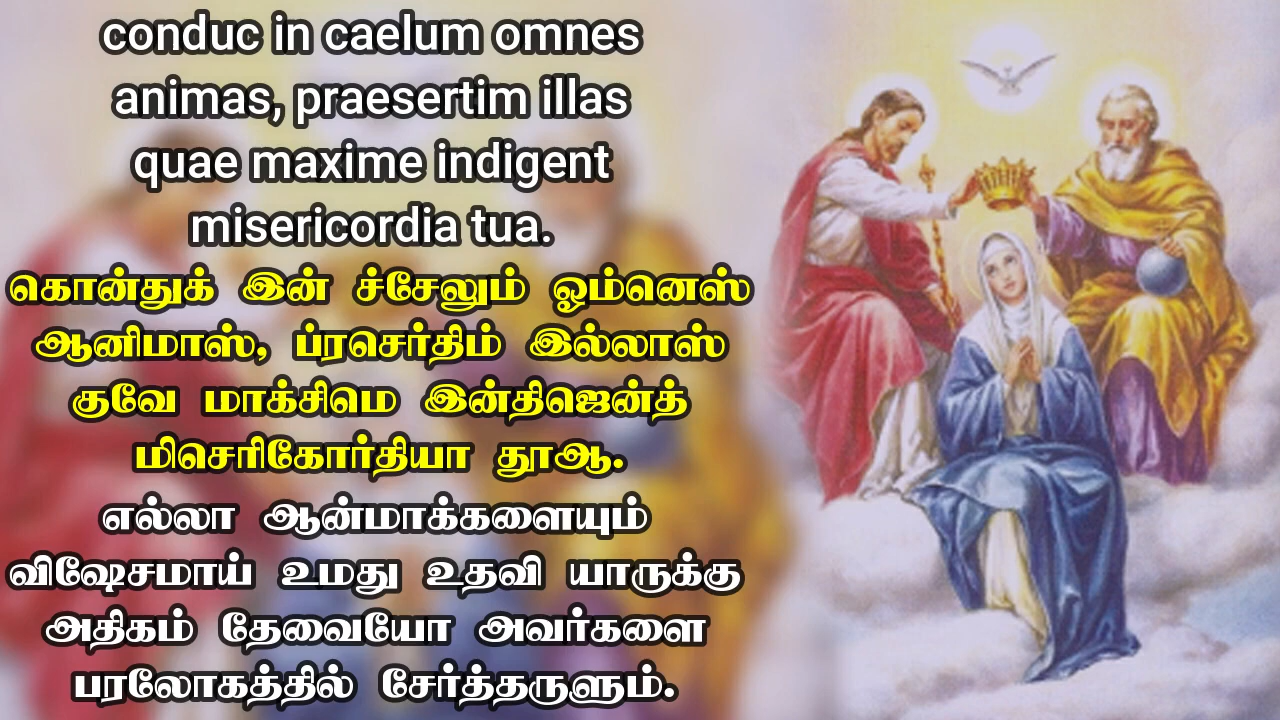 conduc in caelum omnes
animas, praesertim illas
quae maxime indigent
misericordia tua.
கொன்துக் இன் ச்சேலும் ஓம்னெஸ்
ஆனிமாஸ், ப்ரசெர்திம் இல்லாஸ்
குவே மாக்சிமெ இன்திஜென்த்
மிசெரிகோர்தியா தூஆ.
எல்லா ஆன்மாக்களையும்
விஷேசமாய் உமது உதவி யாருக்கு
அதிகம் தேவையோ அவர்களை
பரலோகத்தில் சேர்த்தருளும்.